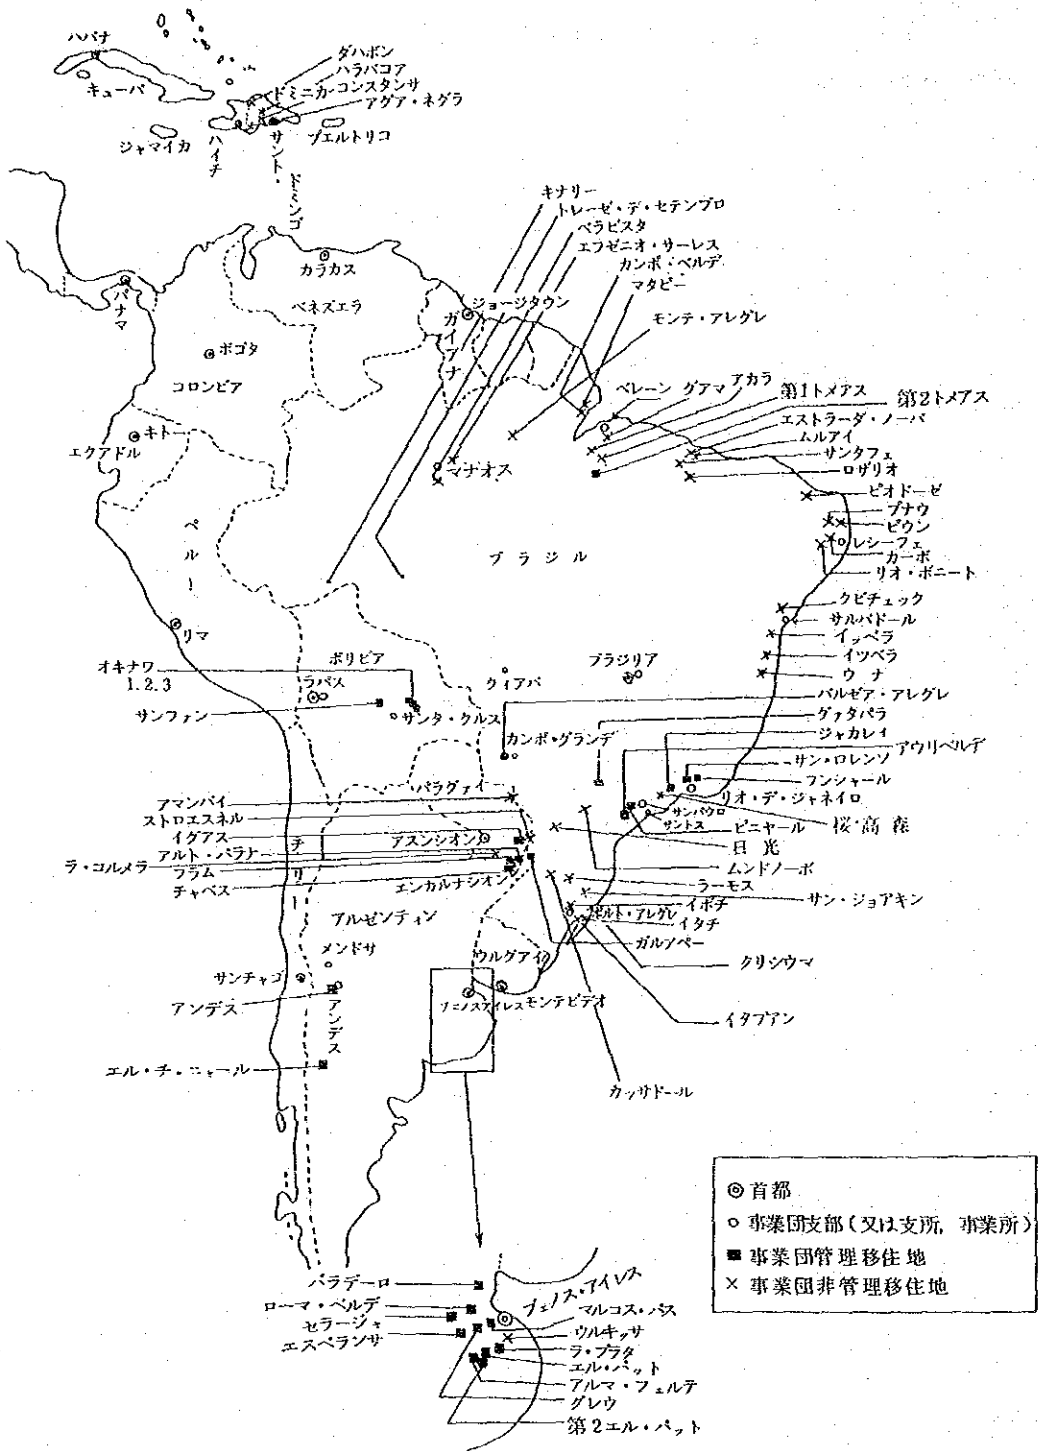 ハバナ
キューバ
ジャマイカ
ハイチ
ダハボン
ハラバコア
コンスタンサ
ドミニカ
アグア・ネグラ
プエルトリコ
サント・ドミンゴ
パナマ
カラカス
ベネズエラ
ボゴタ
コロンビア
ジョージタウン
ガイアナ
キトー
エクアドル
キナリー
トレーゼ・デ・セテンブロ
ベラビスタ
エフゼニオ・サーレス
カンポ・ベルデ
マタピー
モンテ・アレグレ
ベレーン
グアマ
アカラ
第1トメアス
第2トメアス
エストラーダ・ノーバ
ムルアイ
サンタフェ
ロザリオ
マナオス
ピオドーゼ
プナウ
ピウン
レシーフェ
カーボ
リオ・ボニート
ペルー
ブラジル
リマ
クビチェック
サルバドール
イッペラ
イツベラ
ウナ
オキナワ
1.2.3
ボリビア
ラパス
サンファン
サンタ・クルス
クィアバ
ブラジリア
バルゼア・アレグレ
カンポ・グランデ
グァタパラ
ジャカレイ
アウリベルデ
サン・ロレンソ
フンシャール
リオ・デ・ジャネイロ
サンパウロ
サントス
ピニヤール
桜・高森
日光
パラグァイ
アマンバイ
ストロエスネル
イグアス
アスンシオン
アルト・パラナ
ラ・コルメラ
フラム
チャベス
エンカルナシオン
チリー
ムンドノーボ
ラーモス
サン・ジョアキン
イボチ
ポルト・アレグレ
イタチ
ガルアペー
クリシウマ
アルゼンティン
メンドサ
ウルグアイ
サンチャゴ
アンデス
アンデス
ブエノスアイレス
モンテビデオ
イタプアン
エル・チ・ニャール
カッサドール
◎ 首都
○ 事業団支部(又は支所,事業所)
■ 事業団管理移住地
× 事業団非管理移住地
パラデーロ
ブェノス・アイレス
ローマ・ベルデ
マルコス・パス
セラージャ
ウルキッサ
エスペランサ
ラ・プラタ
エル・パット
アルマ・フェルテ
グレウ
第2エル・パット